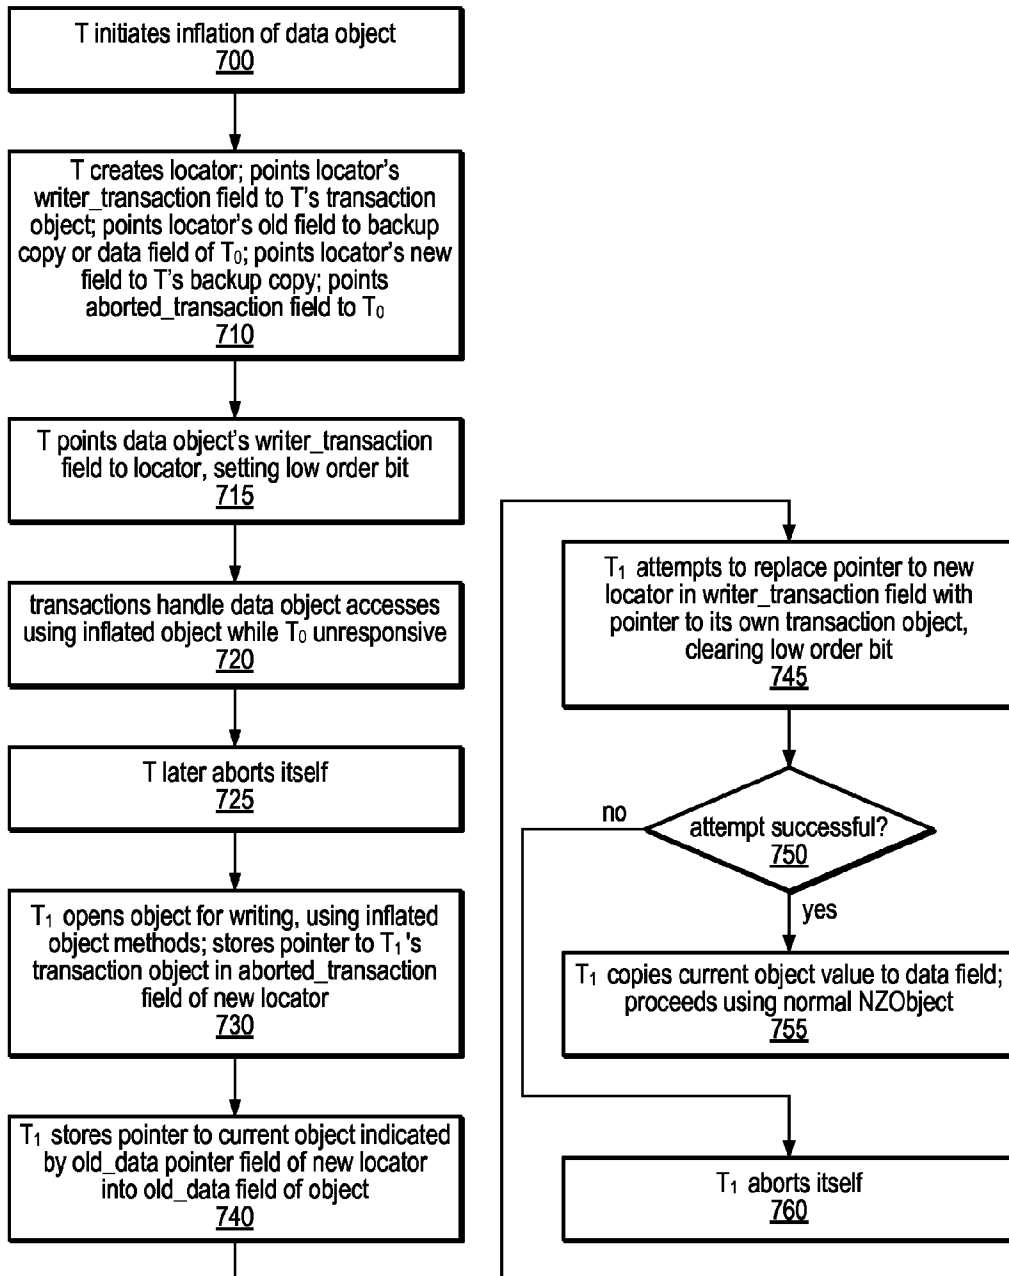 T initiates inflation of data object
700
T creates locator; points locator's
writer_transaction field to T's transaction
object; points locator's old field to backup
copy or data field of T0; points locator's new
field to T's backup copy; points
aborted_transaction field to T0
710
T points data object's writer_transaction
field to locator, setting low order bit
715
transactions handle data object accesses
using inflated object while T0 unresponsive
720
T later aborts itself
725
T1 opens object for writing, using inflated
object methods; stores pointer to T1's
transaction object in aborted_transaction
field of new locator
730
T1 stores pointer to current object indicated
by old_data pointer field of new locator
into old_data field of object
740
T1 attempts to replace pointer to new
locator in writer_transaction field with
pointer to its own transaction object,
clearing low order bit
745
no
attempt successful?
750
yes
T1 copies current object value to data field;
proceeds using normal NZObject
755
T1 aborts itself
760